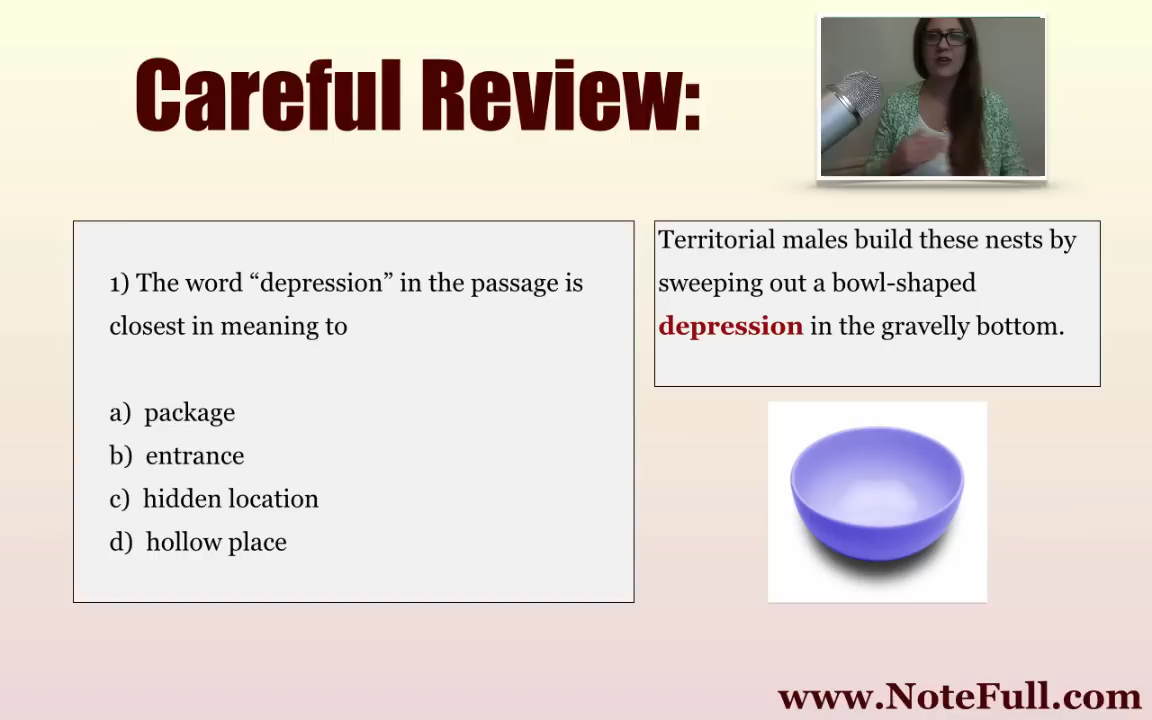 Careful Review:
1) The word “depression” in the passage is
closest in meaning to
a) package
b) entrance
c) hidden location
d) hollow place
Territorial males build these nests by
sweeping out a bowl-shaped
depression in the gravelly bottom.
www.NoteFull.com